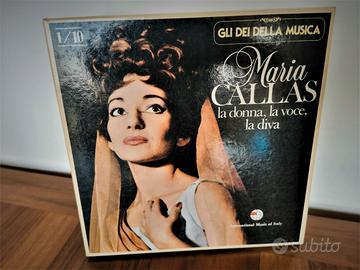 1/10
GLI DEI DELLA MUSICA
Maria
CALLAS
la donna, la voce,
la diva
International Music of Italy
subito